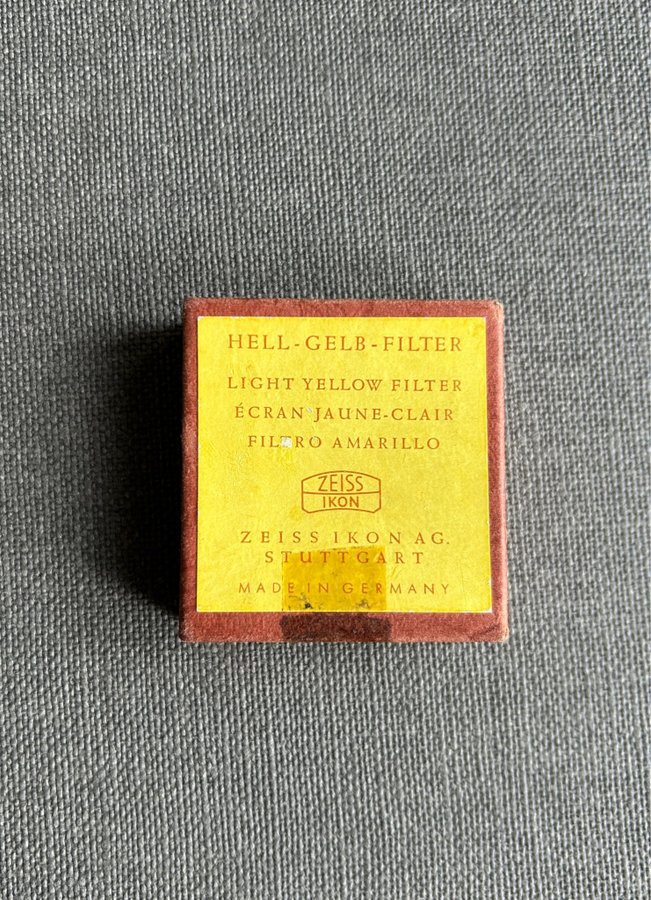 HELL-GELB-FILTER
LIGHT YELLOW FILTER
ÉCRAN JAUNE-CLAIR
FILTRO AMARILLO
ZEISS
IKON
ZEISS IKON AG.
STUTTGART
MADE IN GERMANY